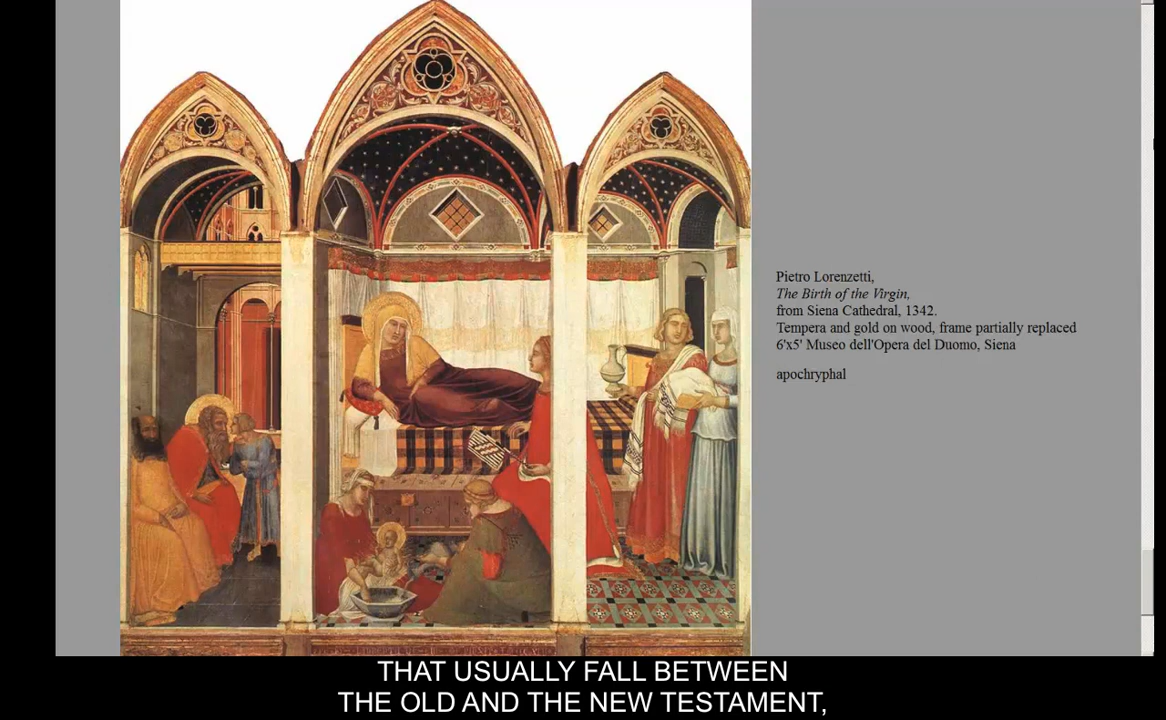 Pietro Lorenzetti,
The Birth of the Virgin,
from Siena Cathedral, 1342.
Tempera and gold on wood, frame partially replaced
6'x5' Museo dell'Opera del Duomo, Siena
apochryphal
THAT USUALLY FALL BETWEEN
THE OLD AND THE NEW TESTAMENT,